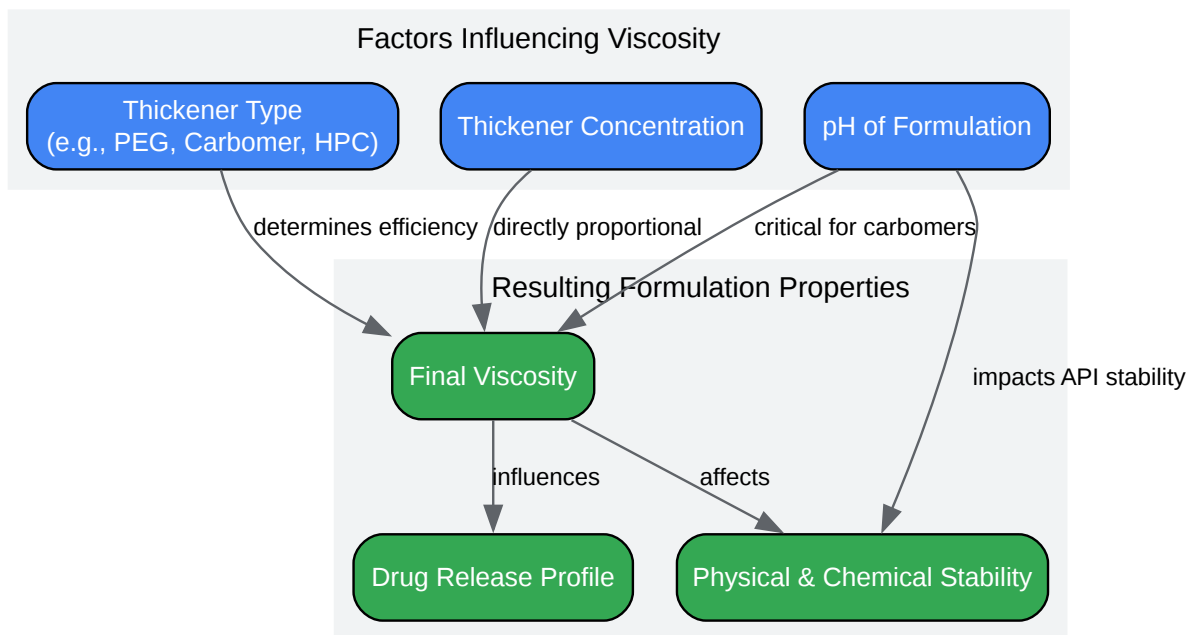 Factors Influencing Viscosity
Thickener Type
(e.g., PEG, Carbomer, HPC)
Thickener Concentration
pH of Formulation
determines efficiency
directly proportional
critical for carbomers
Resulting Formulation Properties
Final Viscosity
impacts API stability
influences
affects
Drug Release Profile
Physical & Chemical Stability